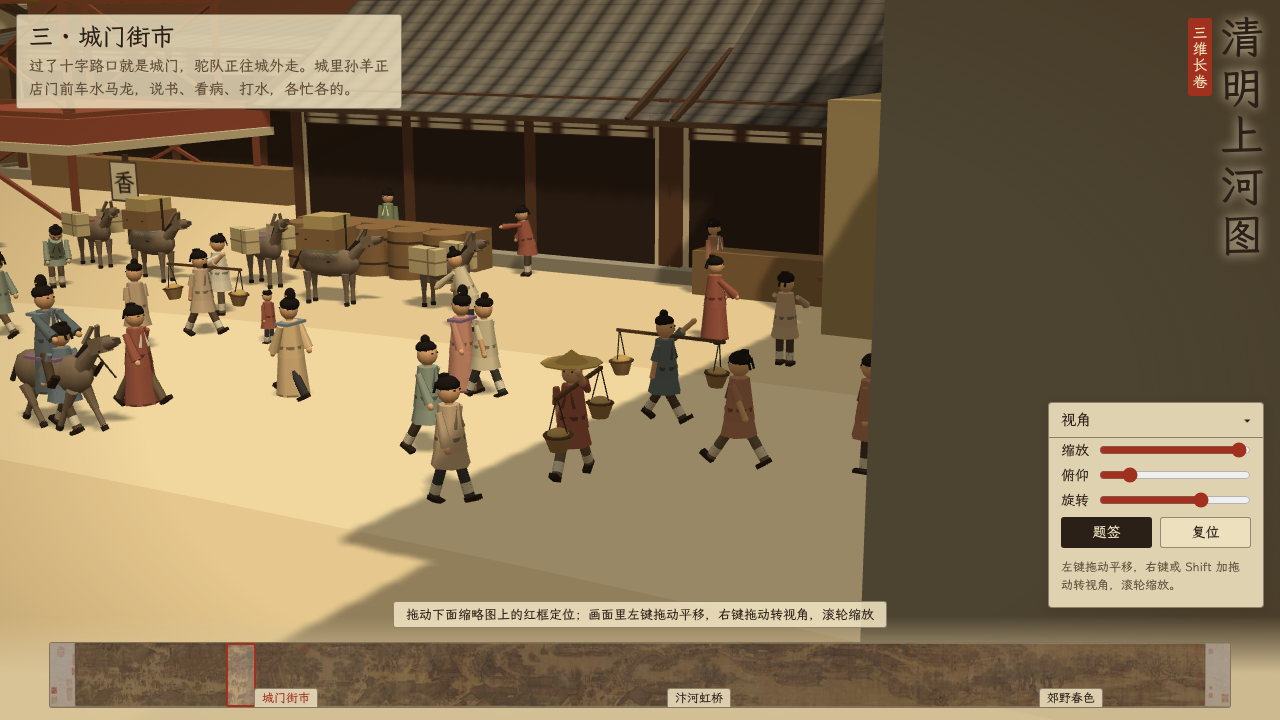 三・城门街市
过了十字路口就是城门，驼队正往城外走。城里孙羊正
店门前车水马龙，说书、看病、打水，各忙各的。
清明上河图
三维长卷
香
视角
缩放
俯仰
旋转
题签
复位
左键拖动平移，右键或 Shift 加拖
动转视角，滚轮缩放。
拖动下面缩略图上的红框定位；画面里左键拖动平移，右键拖动转视角，滚轮缩放
城门街市
汴河虹桥
郊野春色